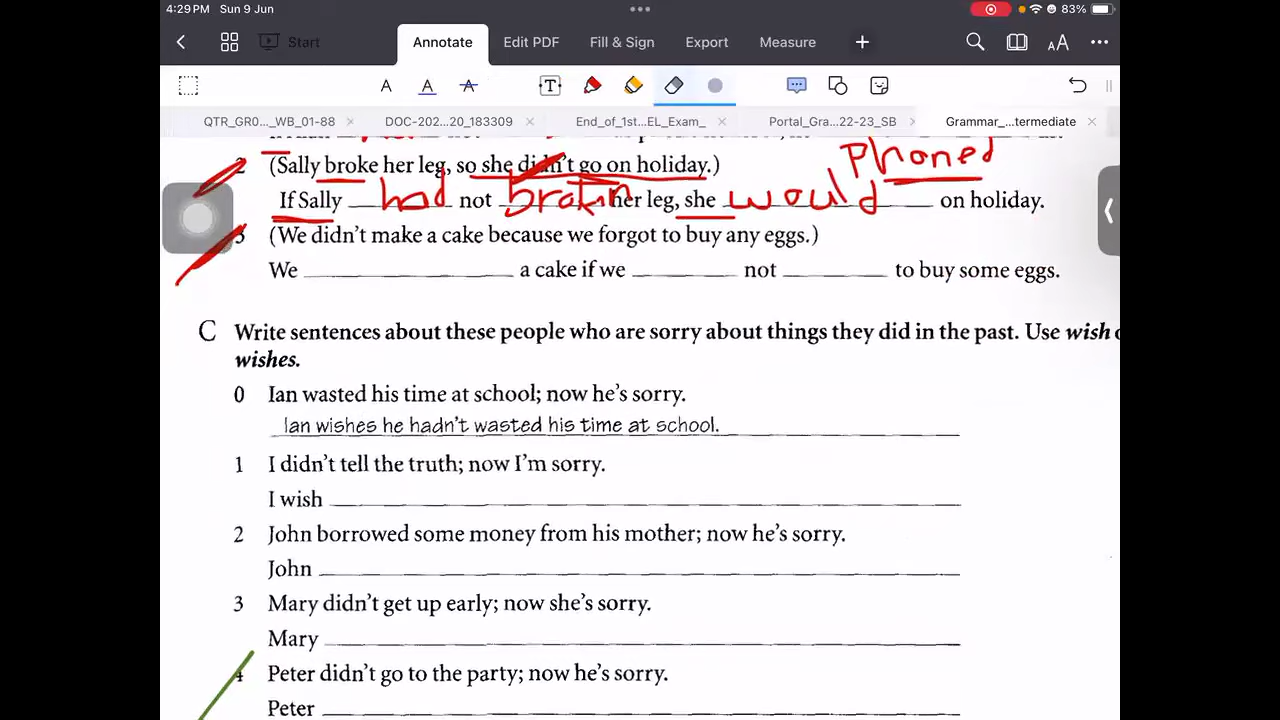 4:29 PM Sun 9 Jun 83%
Start Annotate Edit PDF Fill & Sign Export Measure
QTR_GR0..._WB_01-88 DOC-202...20_183309 End_of_1st...EL_Exam_ Portal_Gra...22-23_SB Grammar_...termediate
Phoned
2 (Sally broke her leg, so she didn't go on holiday.)
If Sally had not broken her leg, she would on holiday.
3 (We didn't make a cake because we forgot to buy any eggs.)
We ____ a cake if we ____ not ____ to buy some eggs.
C Write sentences about these people who are sorry about things they did in the past. Use wish o
wishes.
0 Ian wasted his time at school; now he's sorry.
Ian wishes he hadn't wasted his time at school.
1 I didn't tell the truth; now I'm sorry.
I wish ____
2 John borrowed some money from his mother; now he's sorry.
John ____
3 Mary didn't get up early; now she's sorry.
Mary ____
4 Peter didn't go to the party; now he's sorry.
Peter ____